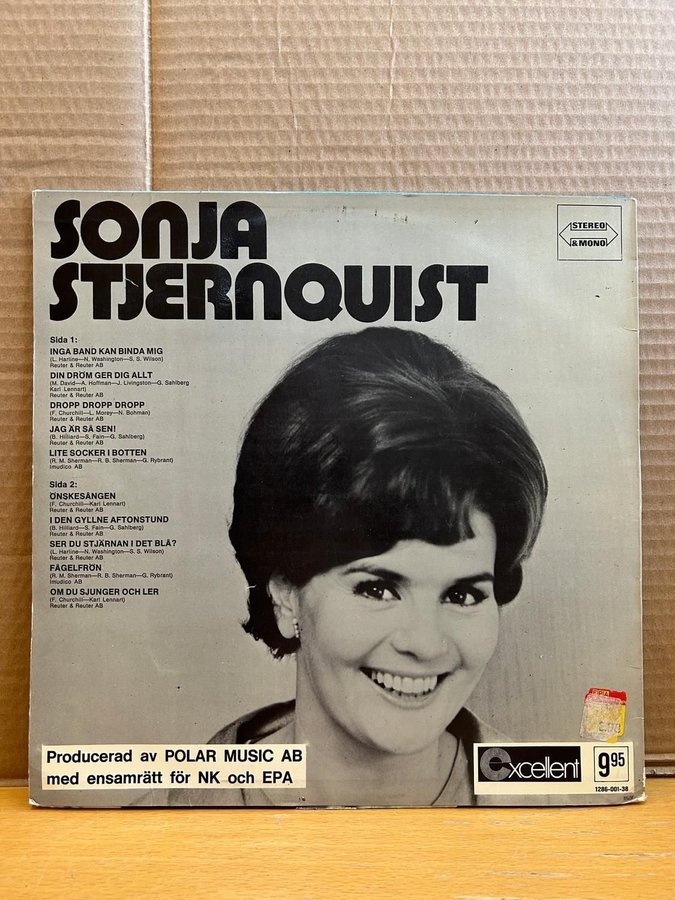 SONJA
STJERNQUIST
STEREO
& MONO
Sida 1:
INGA BAND KAN BINDA MIG
(L. Harline—N. Washington—S. S. Wilson)
Reuter & Reuter AB
DIN DRÖM GER DIG ALLT
(M. David—A. Hoffman—J. Livingston—G. Sahlberg
Karl Lennart)
Reuter & Reuter AB
DROPP DROPP DROPP
(F. Churchill—L. Morey—N. Bohman)
Reuter & Reuter AB
JAG ÄR SÅ SEN!
(B. Hilliard—S. Fain—G. Sahlberg)
Reuter & Reuter AB
LITE SOCKER I BOTTEN
(R. M. Sherman—R. B. Sherman—G. Rybrant)
Imudico AB
Sida 2:
ÖNSKESÅNGEN
(F. Churchill—Karl Lennart)
Reuter & Reuter AB
I DEN GYLLNE AFTONSTUND
(B. Hilliard—S. Fain—G. Sahlberg)
Reuter & Reuter AB
SER DU STJÄRNAN I DET BLÅ?
(L. Harline—N. Washington—S. S. Wilson)
Reuter & Reuter AB
FÅGELFRÖN
(R. M. Sherman—R. B. Sherman—G. Rybrant)
Imudico AB
OM DU SJUNGER OCH LER
(F. Churchill—Karl Lennart)
Reuter & Reuter AB
Producerad av POLAR MUSIC AB
med ensamrätt för NK och EPA
excellent
9 95
1286-001-38